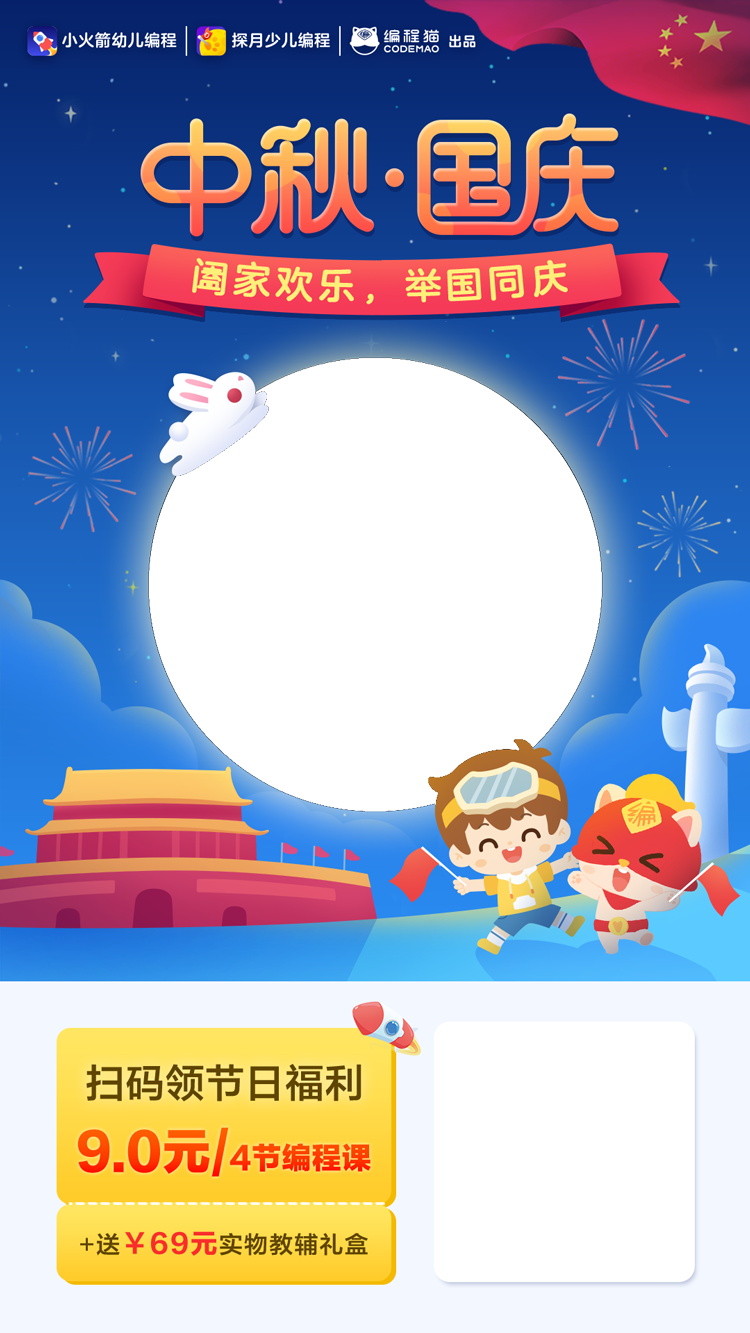 小火箭幼儿编程 | 探月少儿编程 | 编程猫 CODEMAO 出品
中秋·国庆
阖家欢乐，举国同庆
编
扫码领节日福利
9.0元/4节编程课
+送￥69元实物教辅礼盒